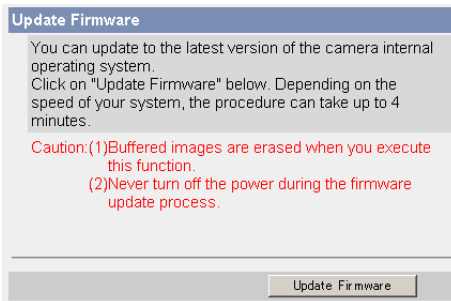 Update Firmware
You can update to the latest version of the camera internal
operating system.
Click on "Update Firmware" below. Depending on the
speed of your system, the procedure can take up to 4
minutes.
Caution:(1)Buffered images are erased when you execute
this function.
(2)Never turn off the power during the firmware
update process.
Update Firmware